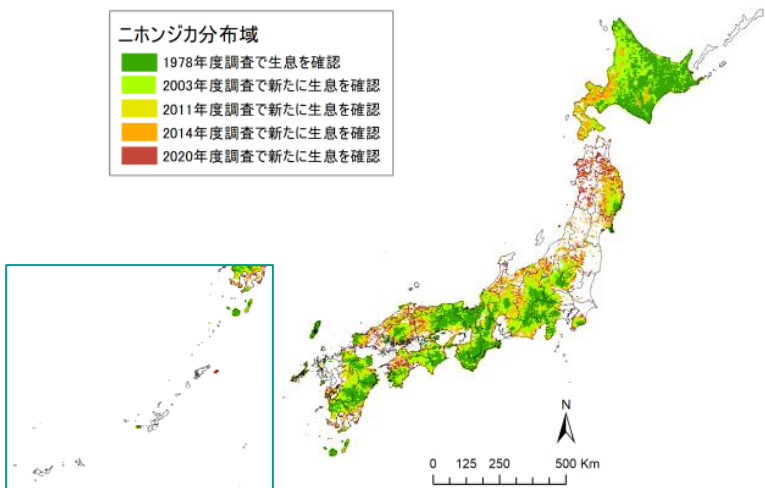 ニホンジカ分布域
1978年度調査で生息を確認
2003年度調査で新たに生息を確認
2011年度調査で新たに生息を確認
2014年度調査で新たに生息を確認
2020年度調査で新たに生息を確認
N
0 125 250 500 Km